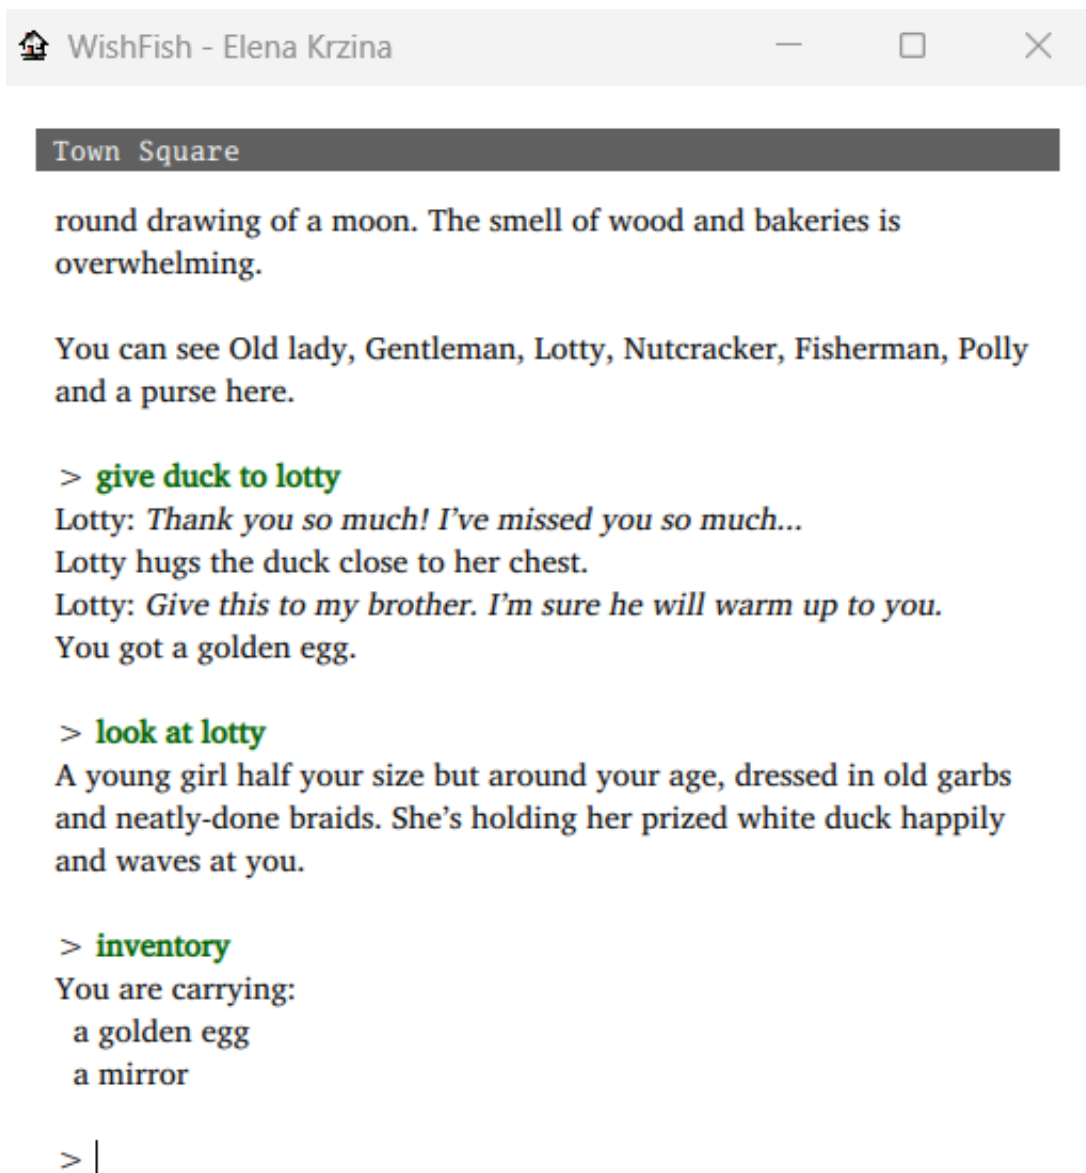 WishFish - Elena Krzina
Town Square
round drawing of a moon. The smell of wood and bakeries is
overwhelming.
You can see Old lady, Gentleman, Lotty, Nutcracker, Fisherman, Polly
and a purse here.
> give duck to lotty
Lotty: Thank you so much! I've missed you so much...
Lotty hugs the duck close to her chest.
Lotty: Give this to my brother. I'm sure he will warm up to you.
You got a golden egg.
> look at lotty
A young girl half your size but around your age, dressed in old garbs
and neatly-done braids. She's holding her prized white duck happily
and waves at you.
> inventory
You are carrying:
a golden egg
a mirror
>